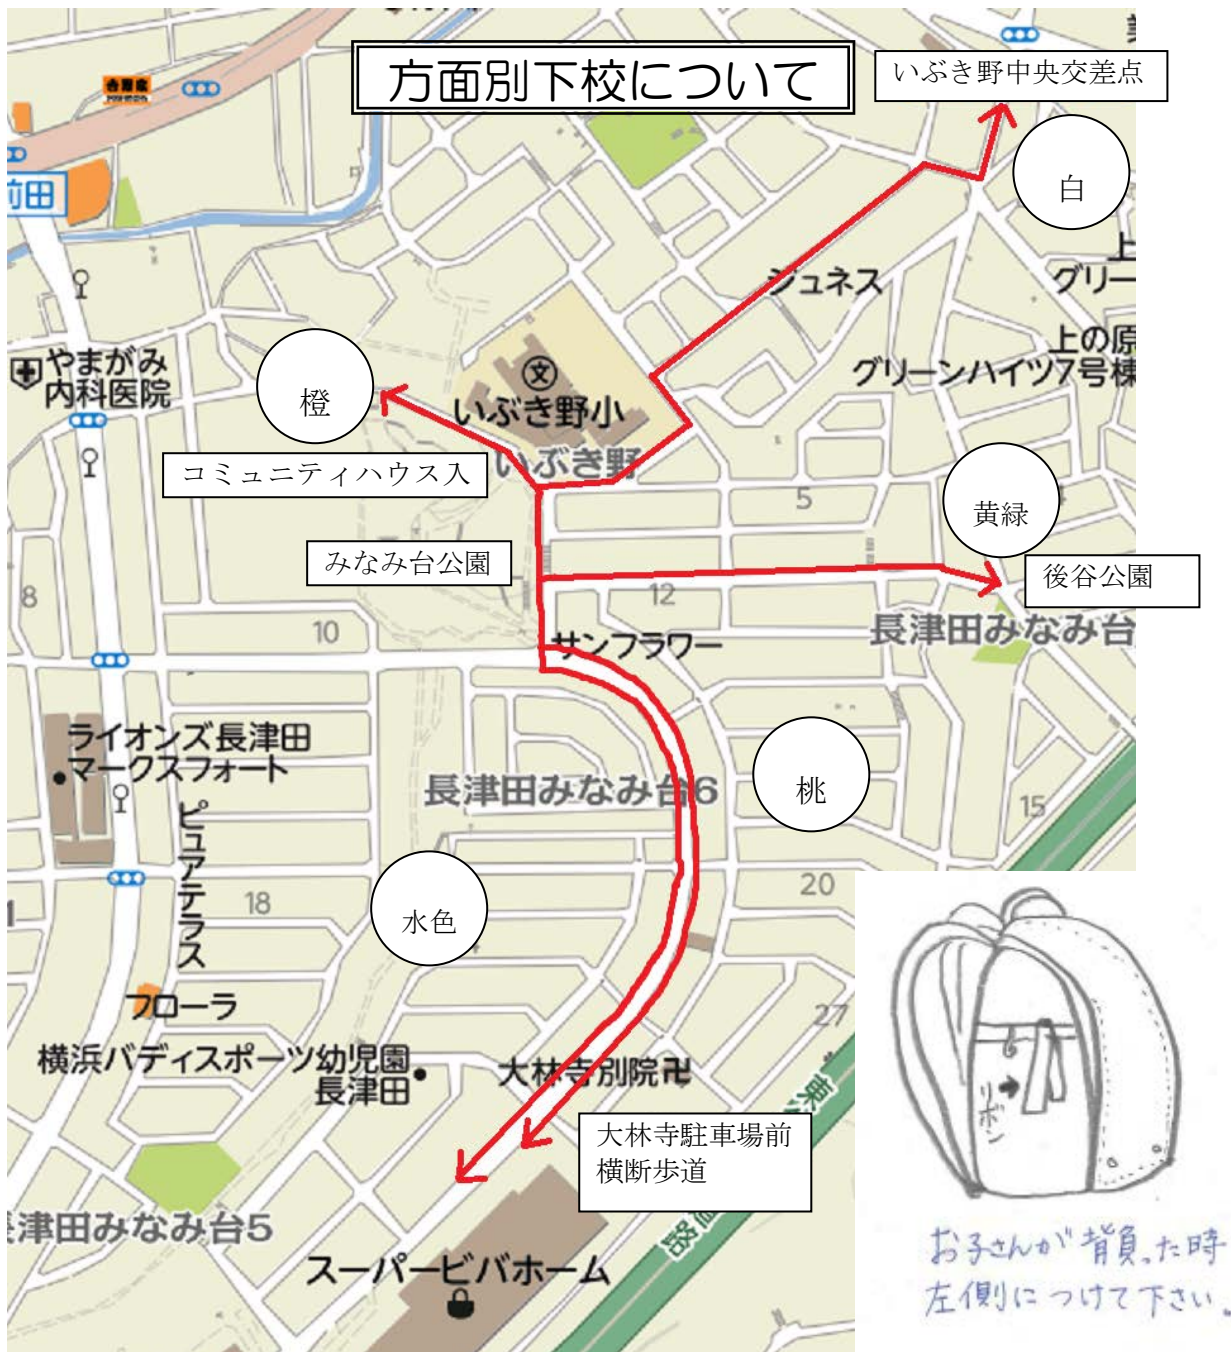 方面別下校について
いぶき野中央交差点
吉野家
前田
白
ジュネス
グリー
上の原
グリーンハイツ7号棟
やまがみ
内科医院
橙
文
いぶき野小
いぶき野
コミュニティハウス入
5
黄緑
みなみ台公園
後谷公園
8
12
10
サンフラワー
長津田みなみ台
ライオンズ長津田
マークスフォート
長津田みなみ台6
桃
15
ピュアテラス
18
水色
20
フローラ
27
横浜バディスポーツ幼児園
長津田
大林寺別院卍
大林寺駐車場前
横断歩道
リボン
長津田みなみ台5
スーパービバホーム
お子さんが背負った時
左側につけて下さい。